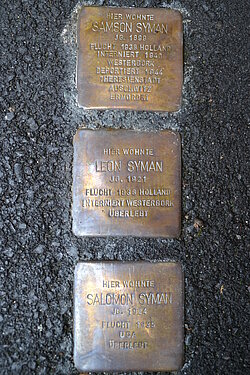 HIER WOHNTE
SAMSON SYMAN
JG.
FLUCHT 1938 HOLLAND
INTERNIERT
WESTERBORK
DEPORTIERT 1944
THERESIENSTADT
AUSCHWITZ
ERMORDET
HIER WOHNTE
LEON SYMAN
JG. 1931
FLUCHT 1938 HOLLAND
INTERNIERT WESTERBORK
ÜBERLEBT
HIER WOHNTE
SALOMON SYMAN
JG. 1924
FLUCHT
USA
ÜBERLEBT